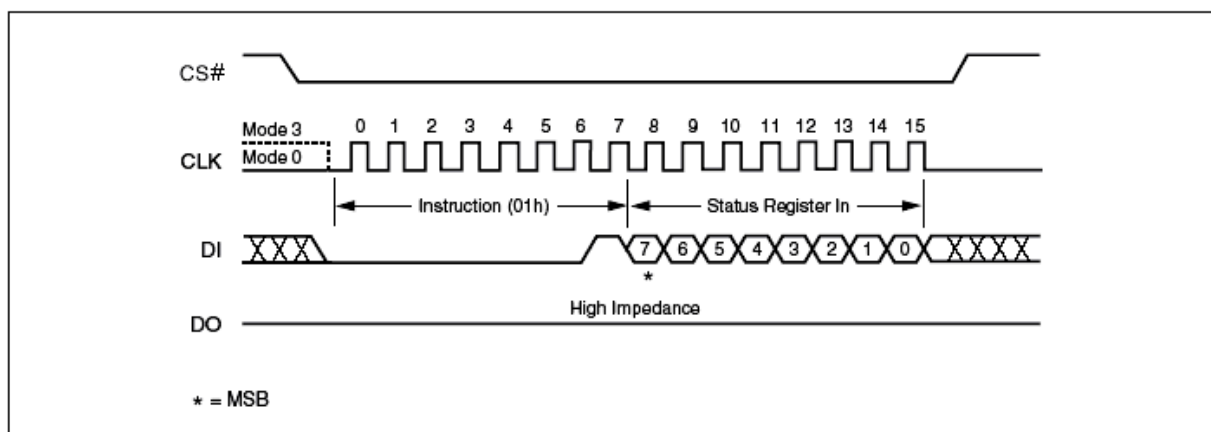 CS#
Mode 3
0 1 2 3 4 5 6 7 8 9 10 11 12 13 14 15
CLK
Mode 0
Instruction (01h)
Status Register In
DI
7 6 5 4 3 2 1 0
*
High Impedance
DO
* = MSB